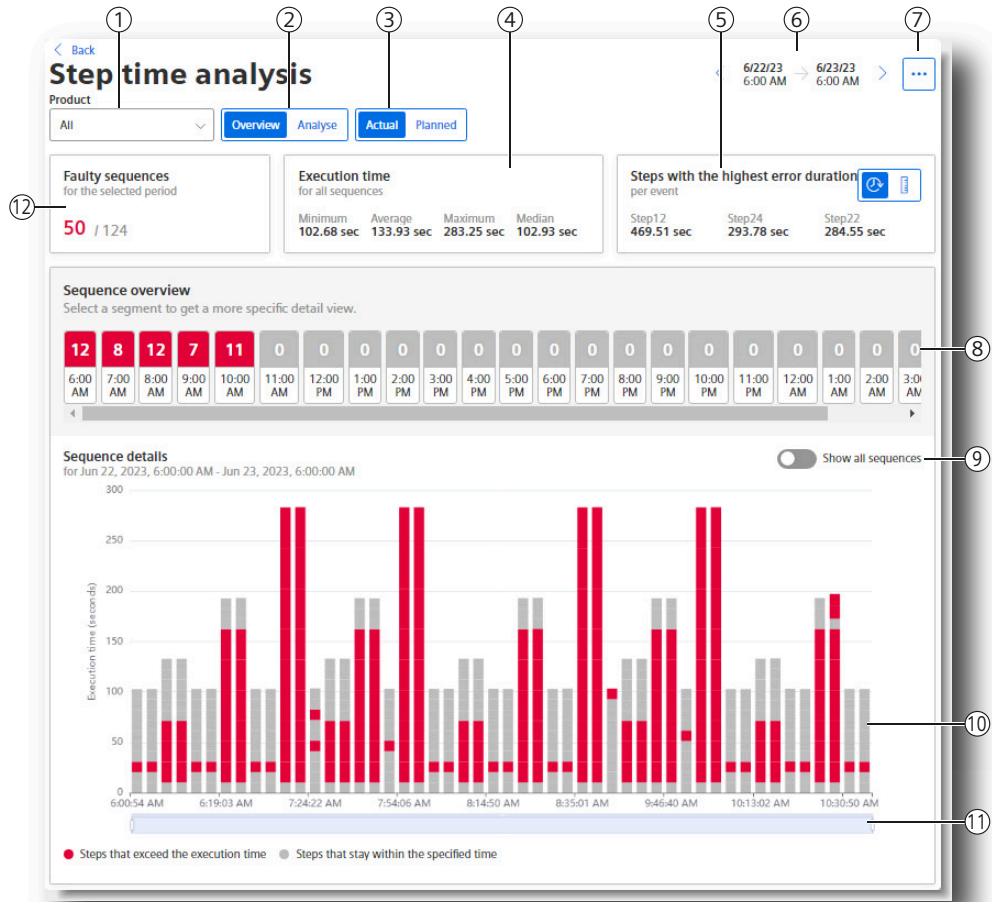 ① ② ③ ④ ⑤ ⑥ ⑦
Back
Step time analysis
6/22/23 6/23/23
6:00 AM 6:00 AM
Product
All
Overview Analyse Actual Planned
Faulty sequences
for the selected period
⑫
50 / 124
Execution time
for all sequences
Minimum Average Maximum Median
102.68 sec 133.93 sec 283.25 sec 102.93 sec
Steps with the highest error duration
per event
Step12 Step24 Step22
469.51 sec 293.78 sec 284.55 sec
Sequence overview
Select a segment to get a more specific detail view.
12 8 12 7 11 0 0 0 0 0 0 0 0 0 0 0 0 0 0 0 0 0
⑧
6:00 7:00 8:00 9:00 10:00 11:00 12:00 1:00 2:00 3:00 4:00 5:00 6:00 7:00 8:00 9:00 10:00 11:00 12:00 1:00 2:00 3:0
AM AM AM AM AM AM PM PM PM PM PM PM PM PM PM PM PM PM AM AM AM AM
Sequence details
for Jun 22, 2023, 6:00:00 AM - Jun 23, 2023, 6:00:00 AM
Show all sequences
⑨
300
250
200
150
100
50
0
Execution time (seconds)
⑩
6:00:54 AM 6:19:03 AM 7:24:22 AM 7:54:06 AM 8:14:50 AM 8:35:01 AM 9:46:40 AM 10:13:02 AM 10:30:50 AM
⑪
Steps that exceed the execution time Steps that stay within the specified time